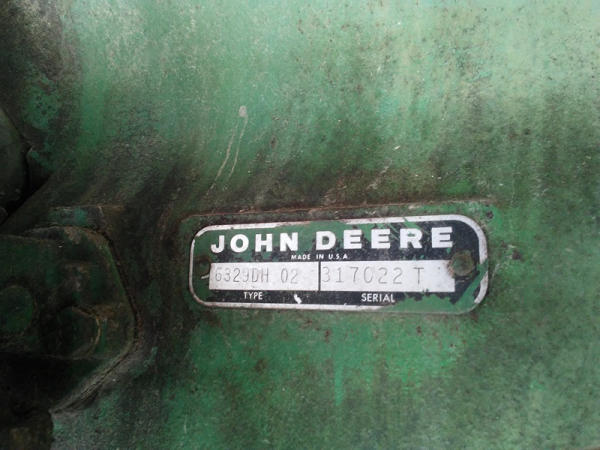 JOHN DEERE
MADE IN U.S.A
6329DH 02 317022 T
TYPE SERIAL